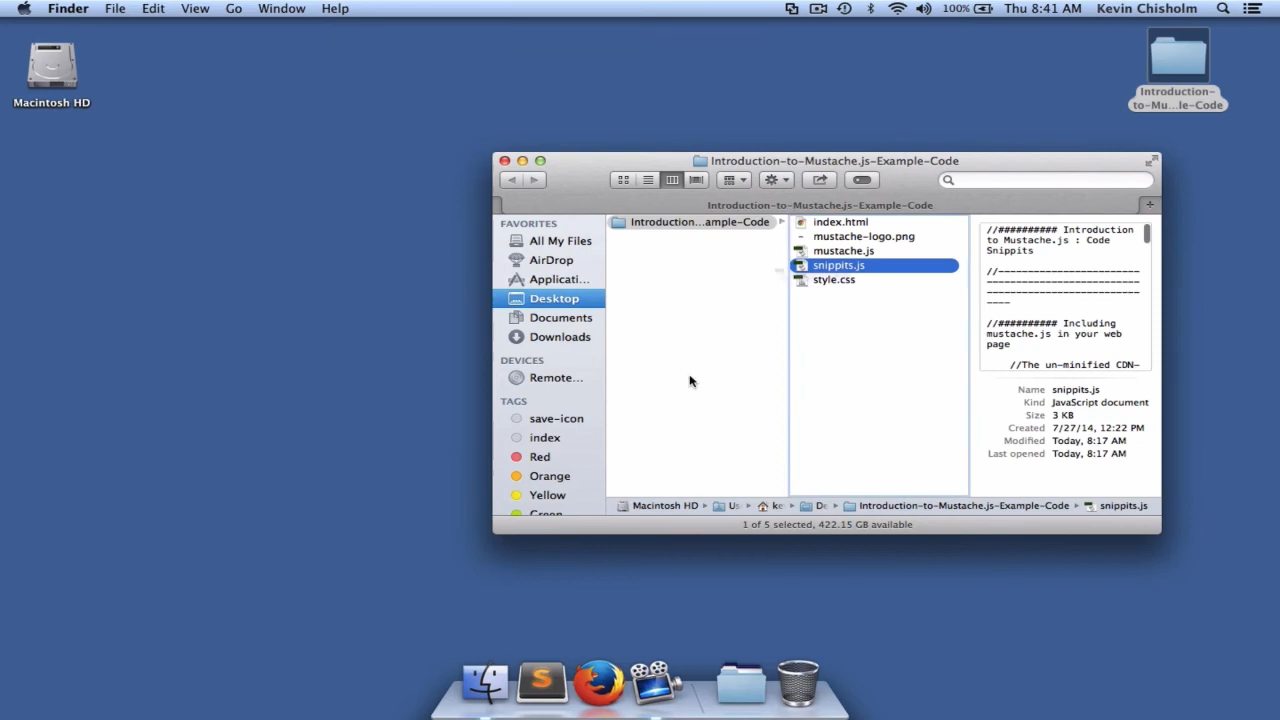 Finder File Edit View Go Window Help 100% Thu 8:41 AM Kevin Chisholm
Macintosh HD
Introduction-
to-Mu...le-Code
Introduction-to-Mustache.js-Example-Code
Introduction-to-Mustache.js-Example-Code
FAVORITES
All My Files
AirDrop
Applicati...
Desktop
Documents
Downloads
DEVICES
Remote...
TAGS
save-icon
index
Red
Orange
Yellow
Green
Introduction...ample-Code
index.html
mustache-logo.png
mustache.js
snippits.js
style.css
//########## Introduction
to Mustache.js : Code
Snippits
//------------------------
---------------------------
---------------------------
----
//########## Including
mustache.js in your web
page
//The un-minified CDN-
Name snippits.js
Kind JavaScript document
Size 3 KB
Created 7/27/14, 12:22 PM
Modified Today, 8:17 AM
Last opened Today, 8:17 AM
Macintosh HD Us ke De Introduction-to-Mustache.js-Example-Code snippits.js
1 of 5 selected, 422.15 GB available